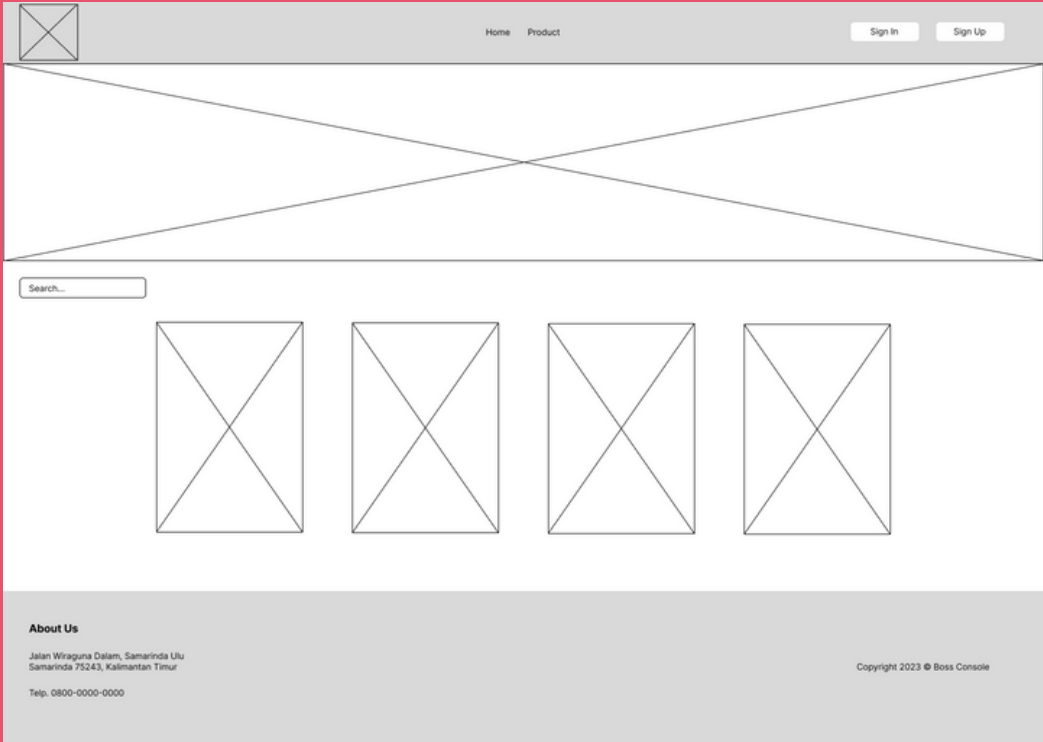 Home Product Sign In Sign Up
Search...
About Us
Jalan Wiraguna Dalam, Samarinda Ulu
Samarinda 75243, Kalimantan Timur
Copyright 2023 © Boss Console
Telp. 0800-0000-0000